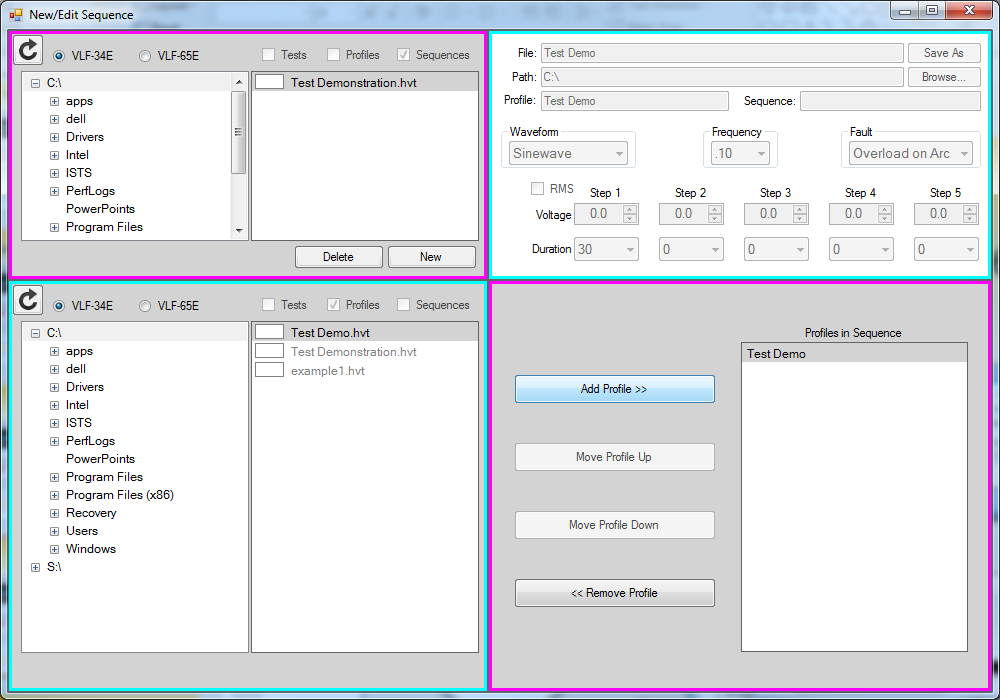 New/Edit Sequence
VLF-34E VLF-65E Tests Profiles Sequences
C:\
apps
dell
Drivers
Intel
ISTS
PerfLogs
PowerPoints
Program Files
Test Demonstration.hvt
Delete New
File: Test Demo Save As
Path: C:\ Browse...
Profile: Test Demo Sequence:
Waveform Frequency Fault
Sinewave .10 Overload on Arc
RMS Step 1 Step 2 Step 3 Step 4 Step 5
Voltage 0.0 0.0 0.0 0.0 0.0
Duration 30 0 0 0 0
VLF-34E VLF-65E Tests Profiles Sequences
C:\
apps
dell
Drivers
Intel
ISTS
PerfLogs
PowerPoints
Program Files
Program Files (x86)
Recovery
Users
Windows
S:\
Test Demo.hvt
Test Demonstration.hvt
example1.hvt
Add Profile >>
Move Profile Up
Move Profile Down
<< Remove Profile
Profiles in Sequence
Test Demo